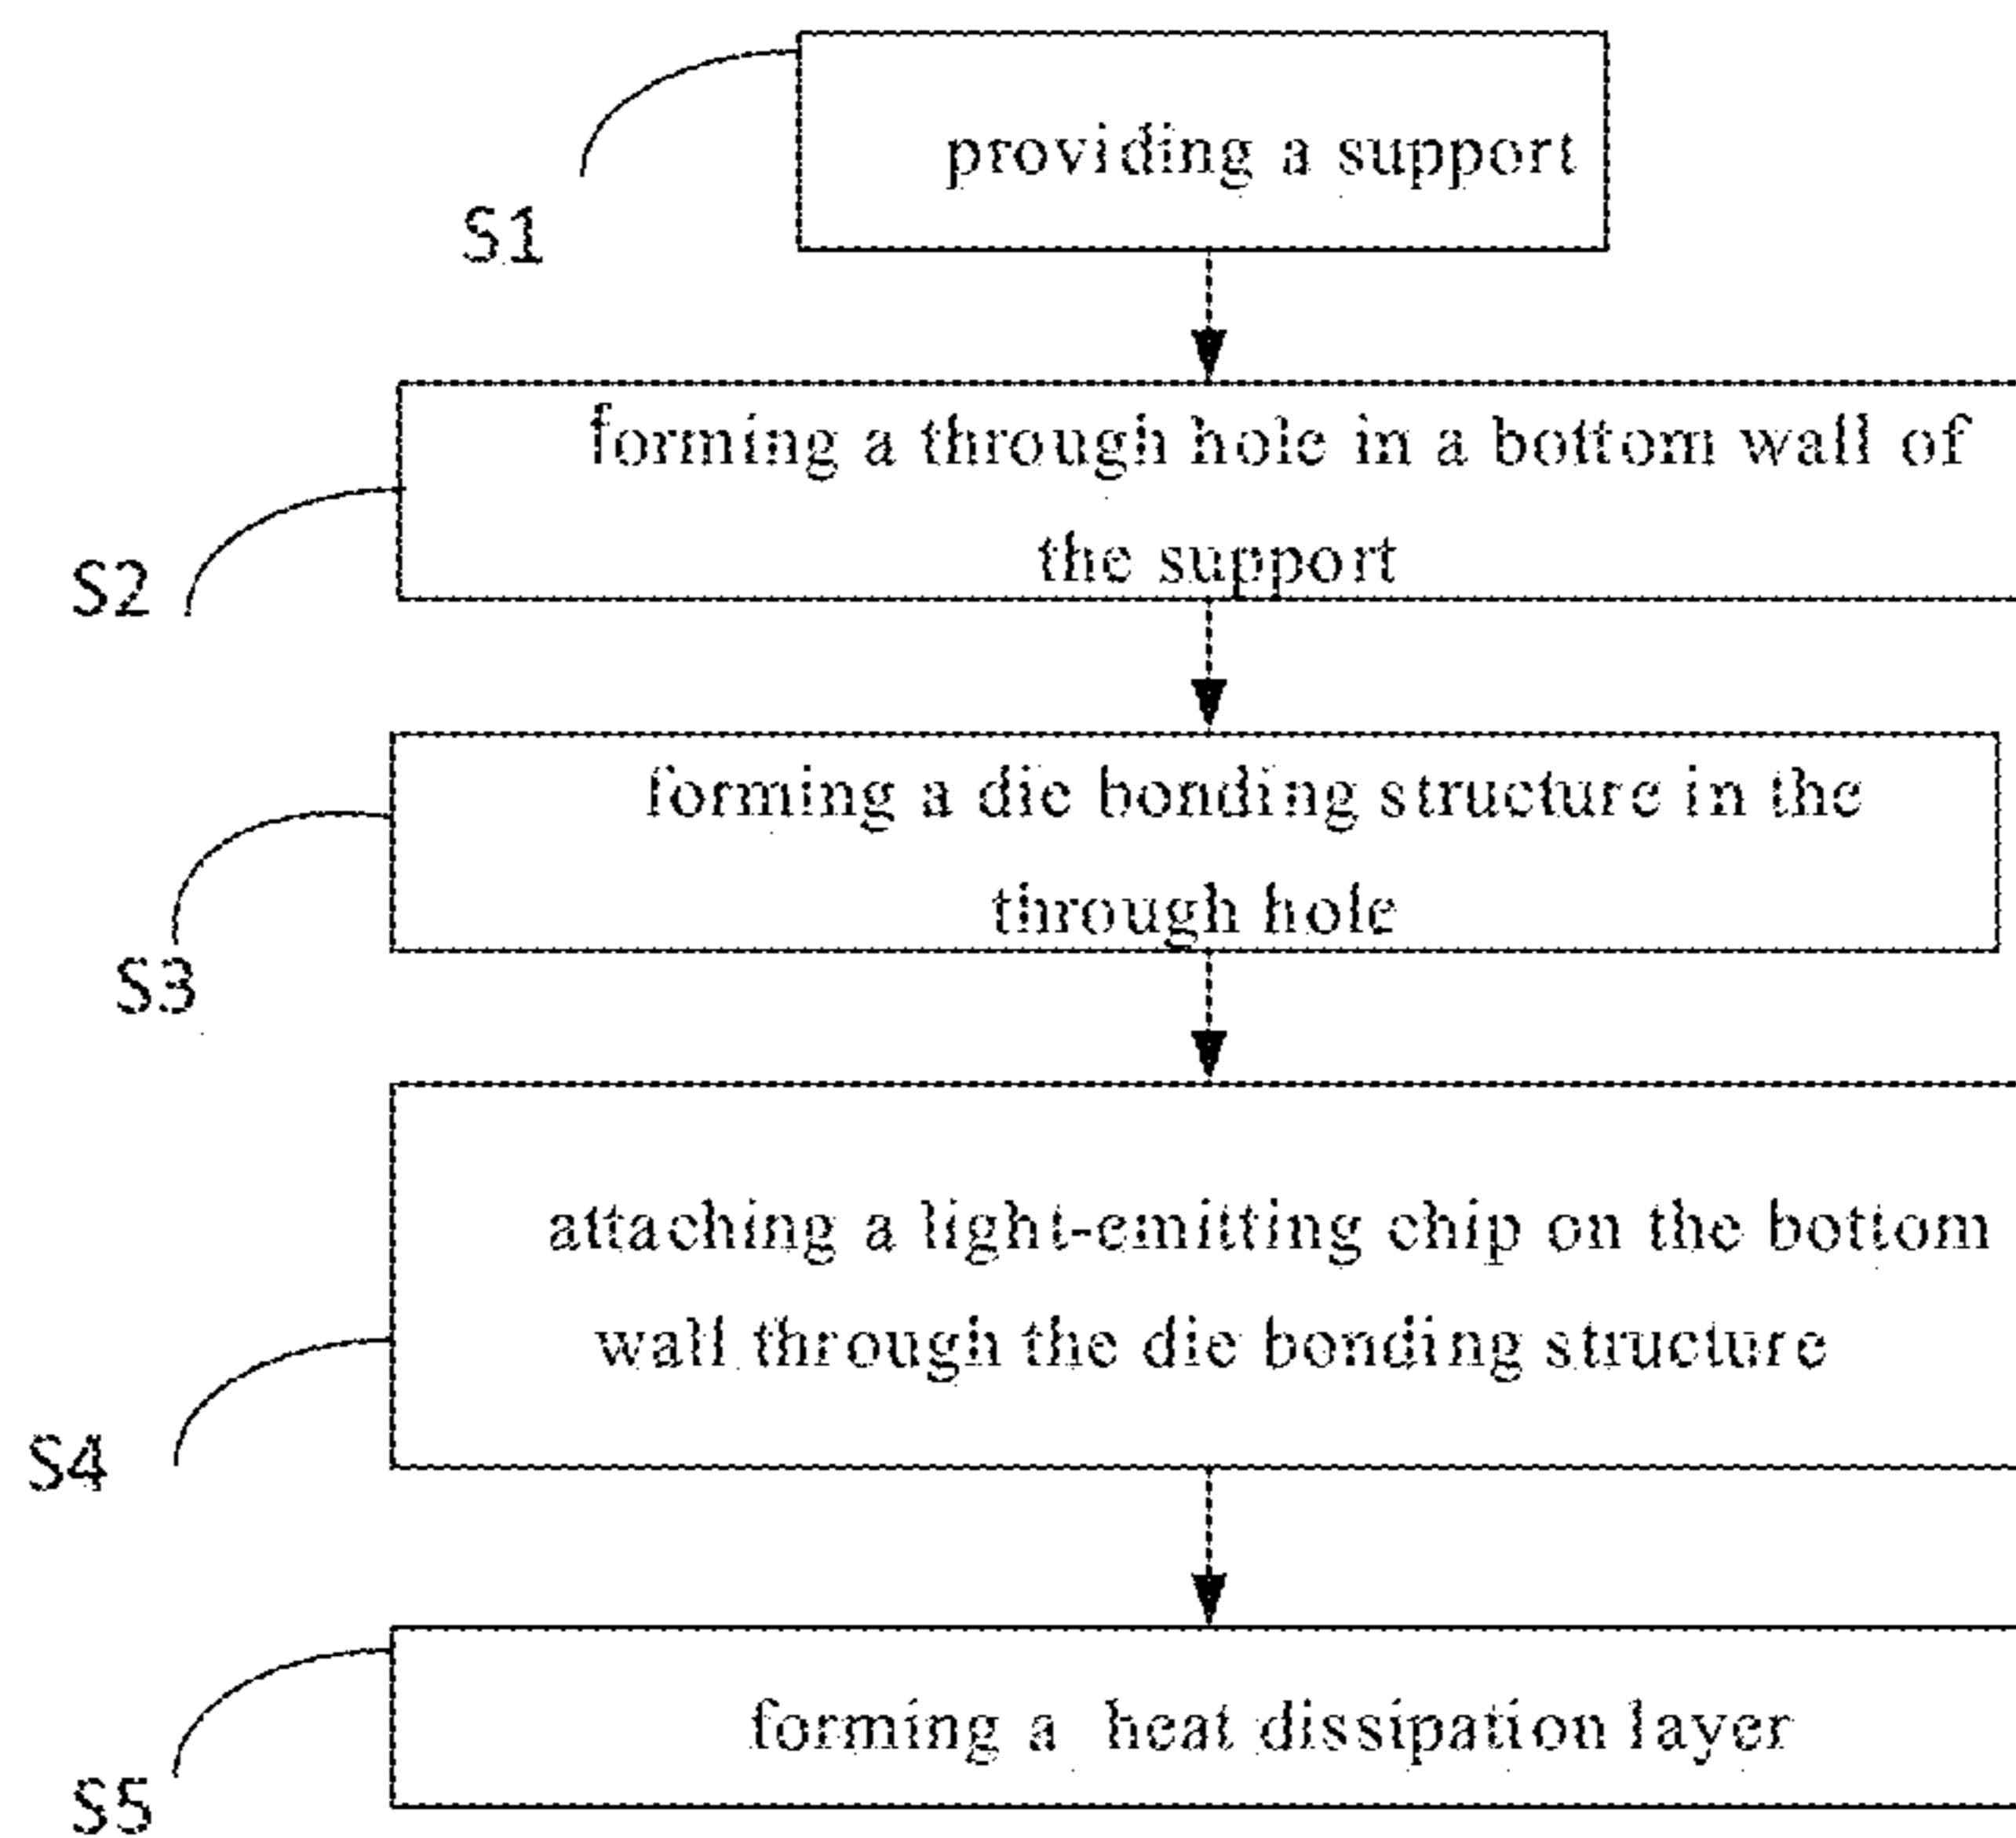 S1
providing a support
S2
forming a through hole in a bottom wall of
the support
S3
forming a die bonding structure in the
through hole
S4
attaching a light-emitting chip on the bottom
wall through the die bonding structure
S5
forming a heat dissipation layer